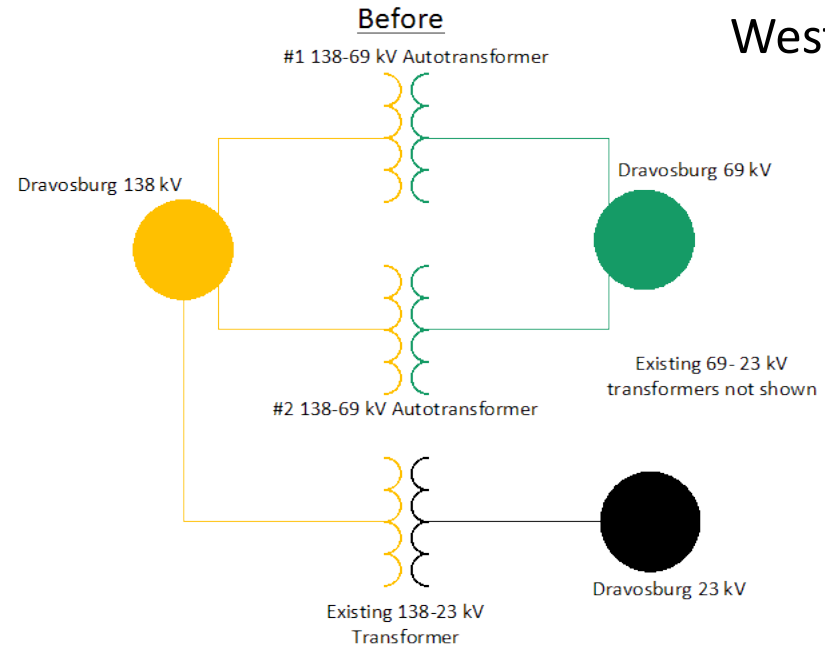 Before
West
#1 138-69 kV Autotransformer
Dravosburg 138 kV
Dravosburg 69 kV
Existing 69- 23 kV
transformers not shown
#2 138-69 kV Autotransformer
Dravosburg 23 kV
Existing 138-23 kV
Transformer